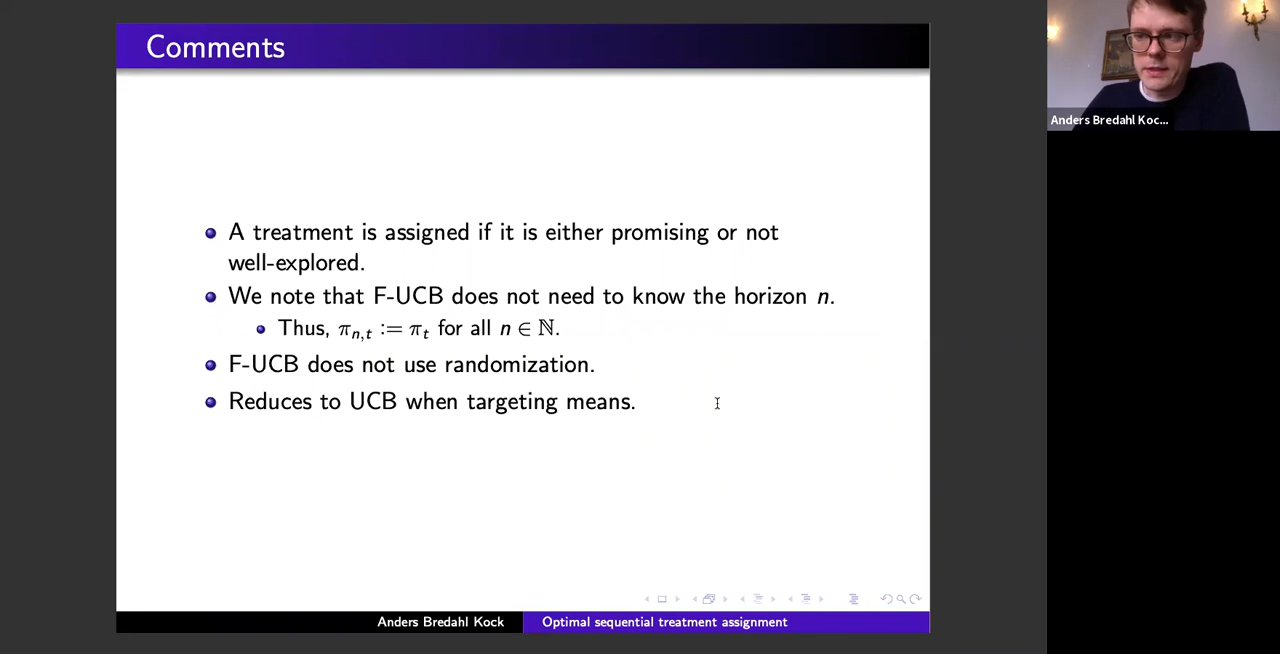 Comments
A treatment is assigned if it is either promising or not
well-explored.
We note that F-UCB does not need to know the horizon n.
Thus, πn,t := πt for all n ∈ ℕ.
F-UCB does not use randomization.
Reduces to UCB when targeting means.
Anders Bredahl Kock
Optimal sequential treatment assignment
Anders Bredahl Koc...